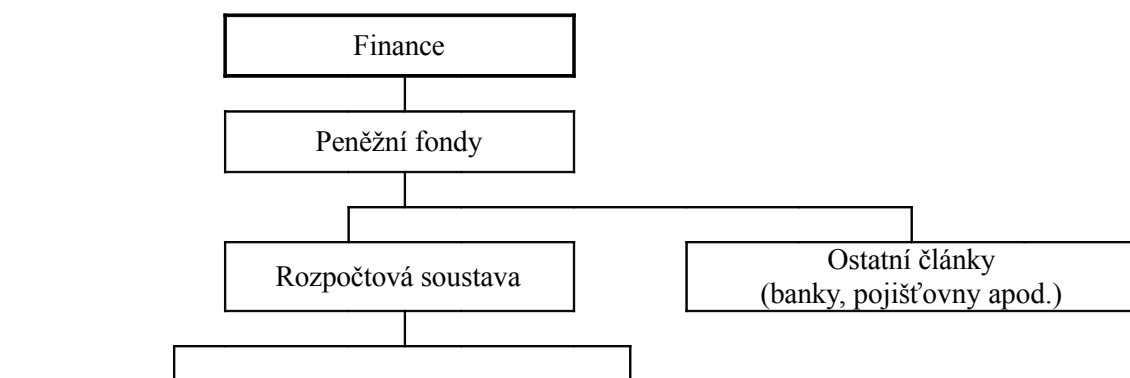 Finance
Peněžní fondy
Rozpočtová soustava
Ostatní články
(banky, pojišťovny apod.)